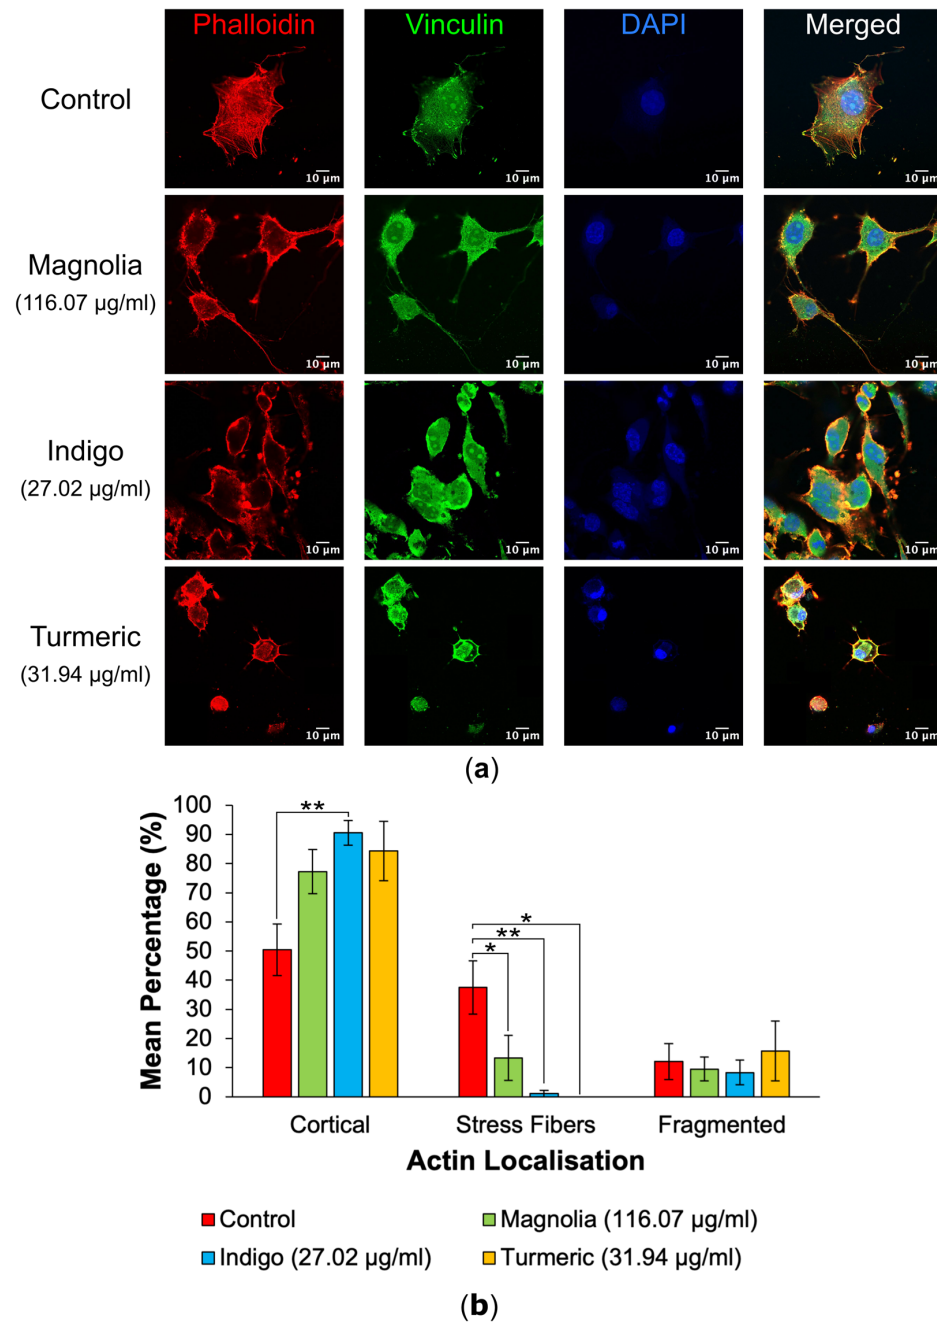 Phalloidin Vinculin DAPI Merged
Control
10 µm 10 µm 10 µm 10 µm
Magnolia
(116.07 µg/ml)
10 µm 10 µm 10 µm 10 µm
Indigo
(27.02 µg/ml)
10 µm 10 µm 10 µm 10 µm
Turmeric
(31.94 µg/ml)
10 µm 10 µm 10 µm 10 µm
(a)
Mean Percentage (%)
100
90
80
70
60
50
40
30
20
10
0
**
*
**
*
Cortical Stress Fibers Fragmented
Actin Localisation
Control Magnolia (116.07 µg/ml)
Indigo (27.02 µg/ml) Turmeric (31.94 µg/ml)
(b)